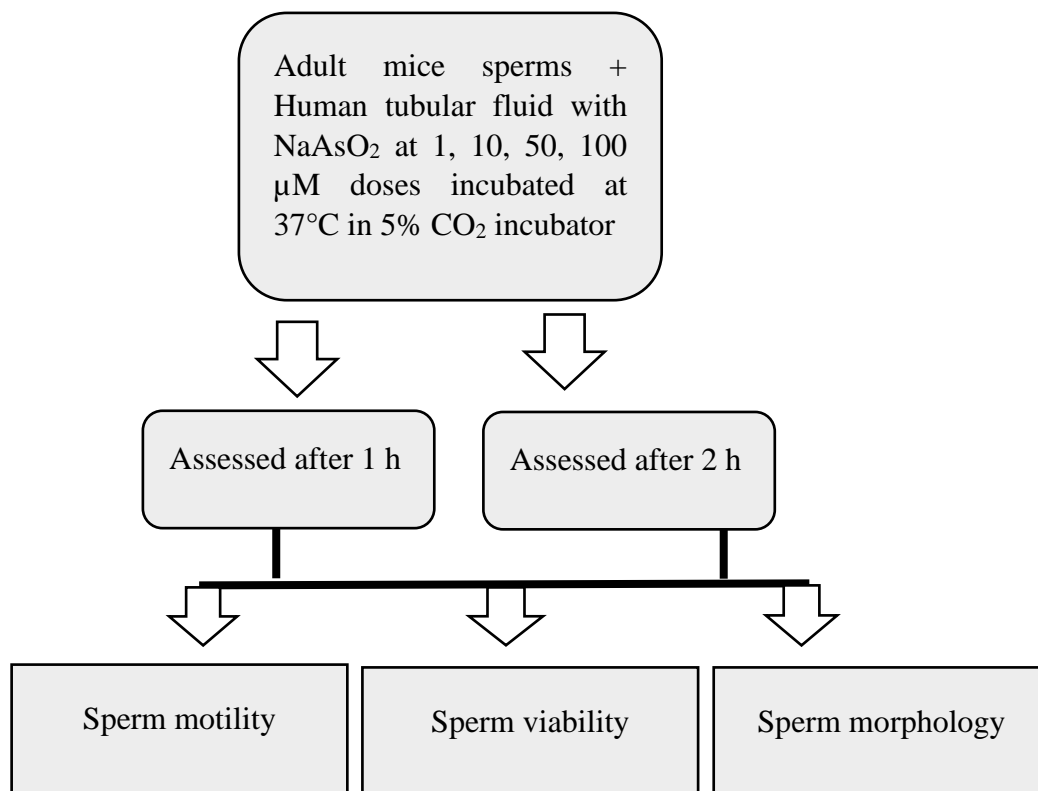 Adult mice sperms +
Human tubular fluid with
NaAsO₂ at 1, 10, 50, 100
µM doses incubated at
37°C in 5% CO₂ incubator
Assessed after 1 h
Assessed after 2 h
Sperm motility
Sperm viability
Sperm morphology